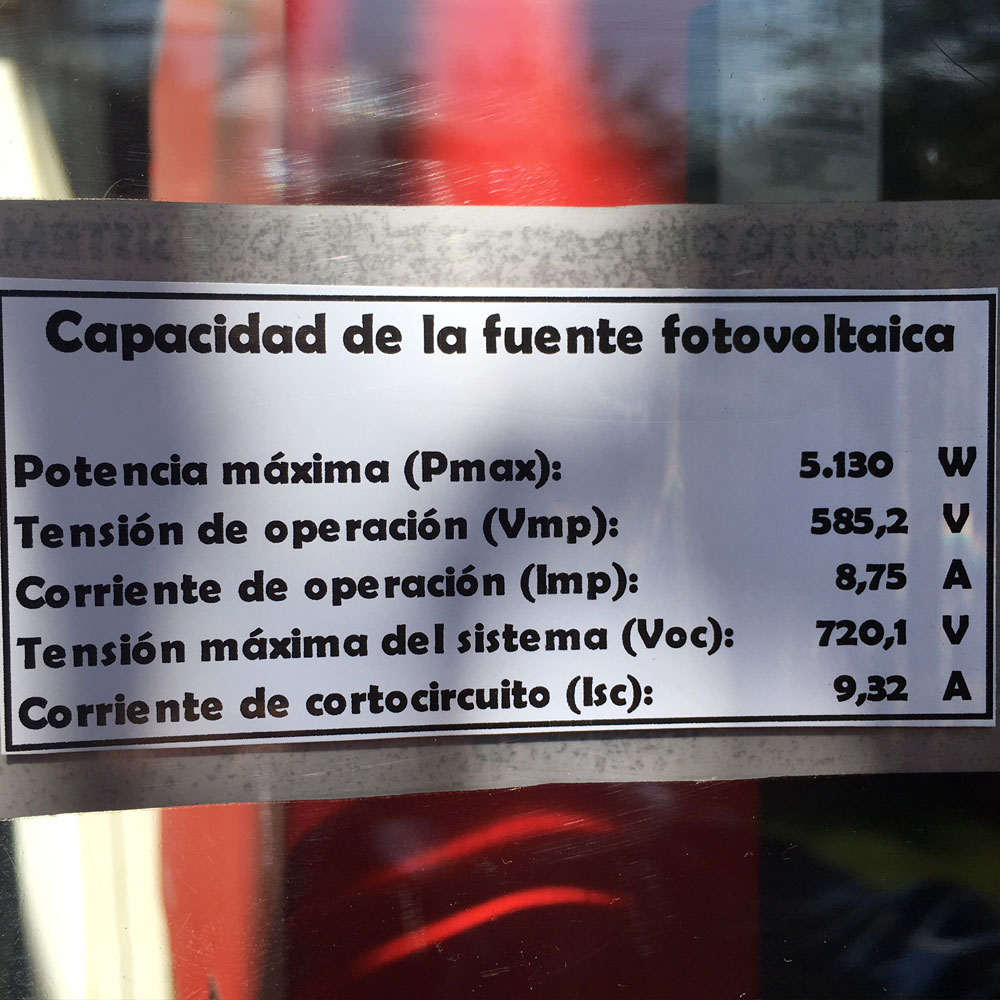 Capacidad de la fuente fotovoltaica
Potencia máxima (Pmax): 5.130 W
Tensión de operación (Vmp): 585,2 V
Corriente de operación (Imp): 8,75 A
Tensión máxima del sistema (Voc): 720,1 V
Corriente de cortocircuito (Isc): 9,32 A